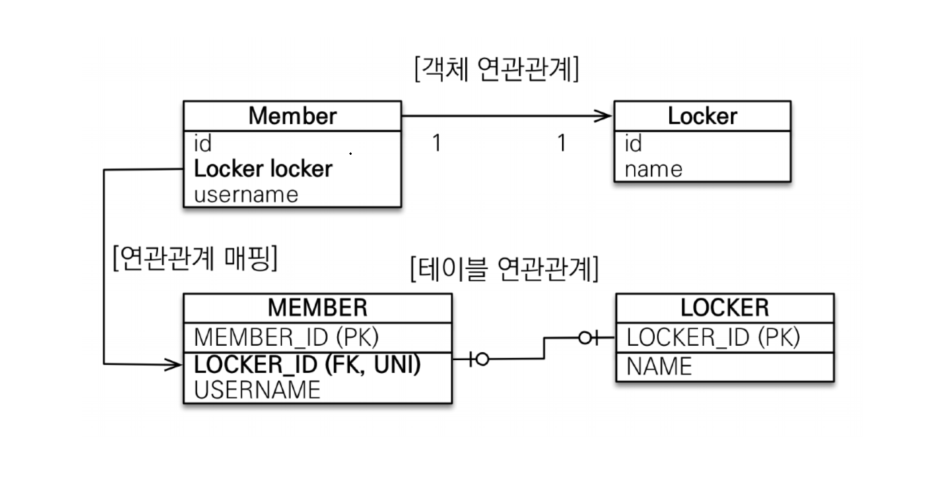 [객체 연관관계]
Member
id
Locker locker
username
1
1
Locker
id
name
[연관관계 매핑]
[테이블 연관관계]
MEMBER
MEMBER_ID (PK)
LOCKER_ID (FK, UNI)
USERNAME
LOCKER
LOCKER_ID (PK)
NAME